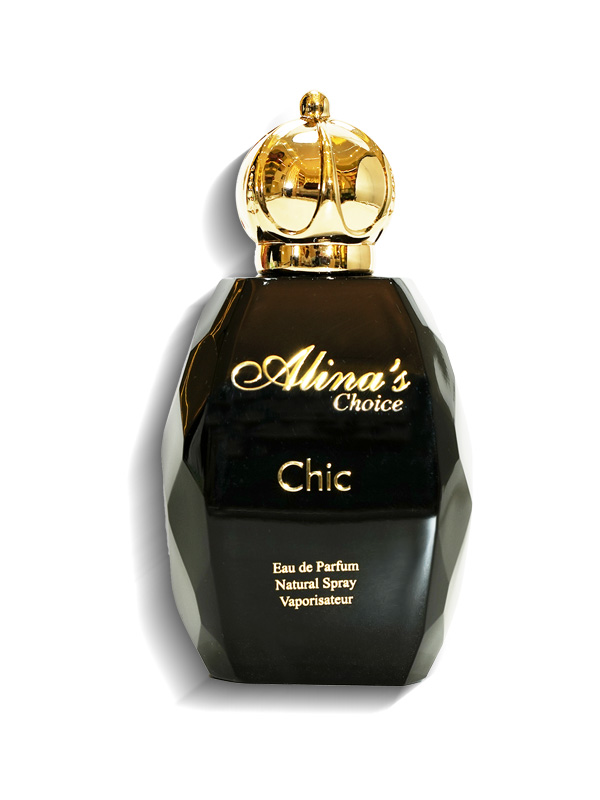 Alina's
Choice
Chic
Eau de Parfum
Natural Spray
Vaporisateur